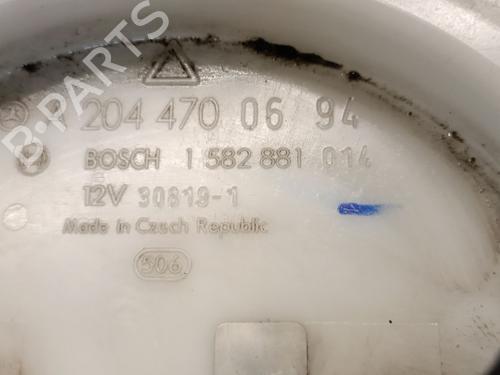 204 470 06 94
BOSCH 1 582 881 014
12V 30819-1
Made in Czech Republic
506
B-PARTS